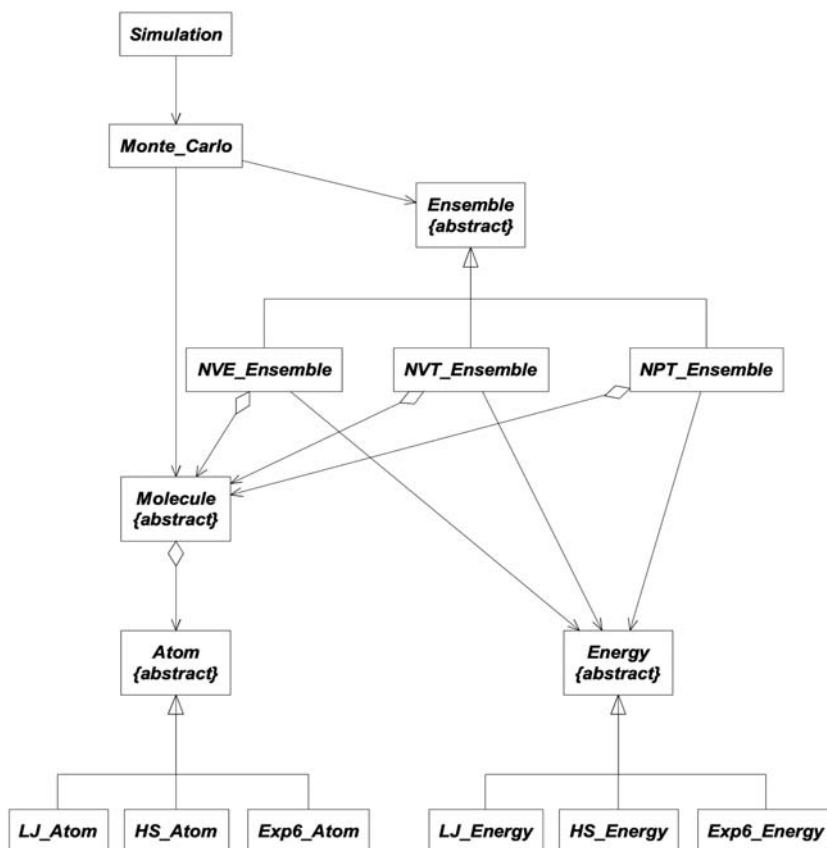 Simulation
Monte_Carlo
Ensemble
{abstract}
NVE_Ensemble
NVT_Ensemble
NPT_Ensemble
Molecule
{abstract}
Atom
{abstract}
Energy
{abstract}
LJ_Atom
HS_Atom
Exp6_Atom
LJ_Energy
HS_Energy
Exp6_Energy